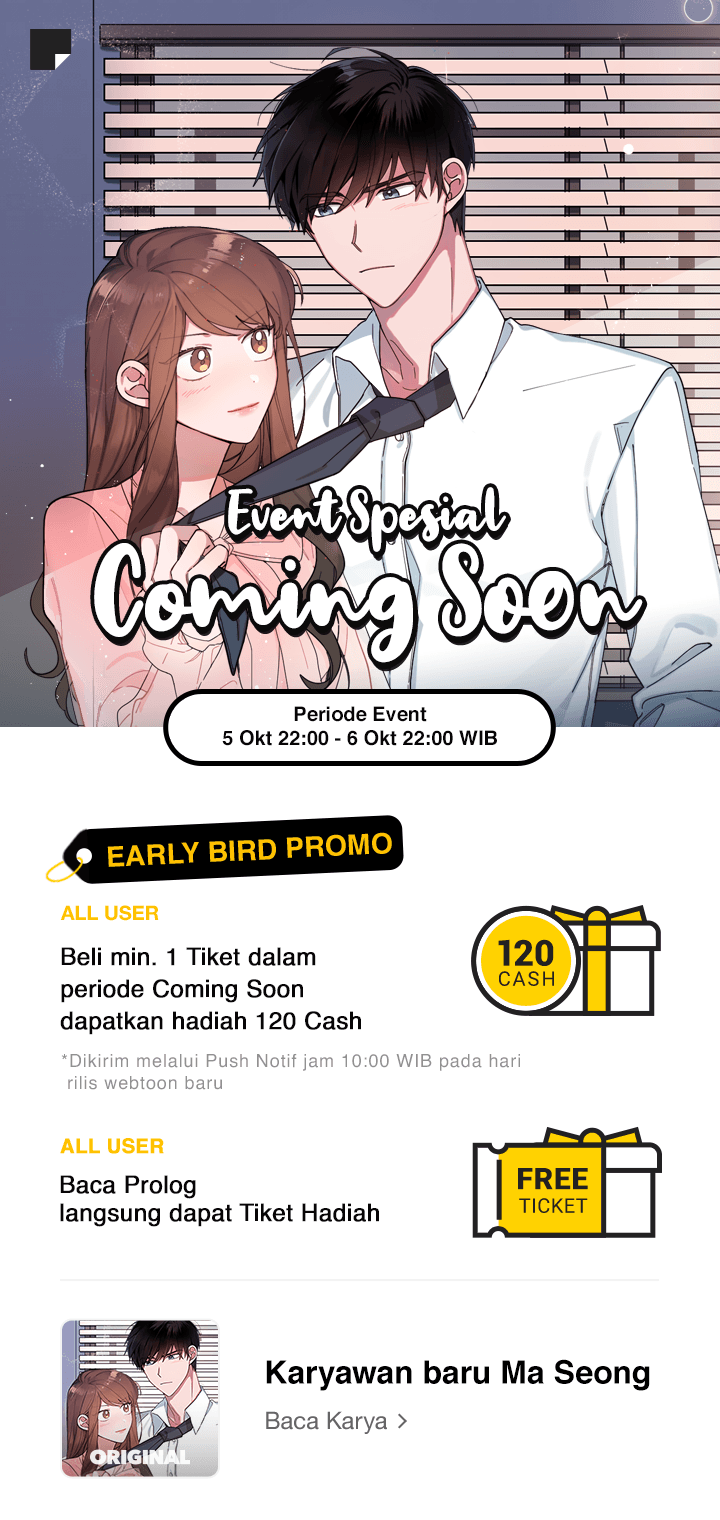 Event Spesial
Coming Soon
Periode Event
5 Okt 22:00 - 6 Okt 22:00 WIB
EARLY BIRD PROMO
ALL USER
Beli min. 1 Tiket dalam
periode Coming Soon
dapatkan hadiah 120 Cash
120
CASH
*Dikirim melalui Push Notif jam 10:00 WIB pada hari
rilis webtoon baru
ALL USER
Baca Prolog
langsung dapat Tiket Hadiah
FREE
TICKET
ORIGINAL
Karyawan baru Ma Seong
Baca Karya >